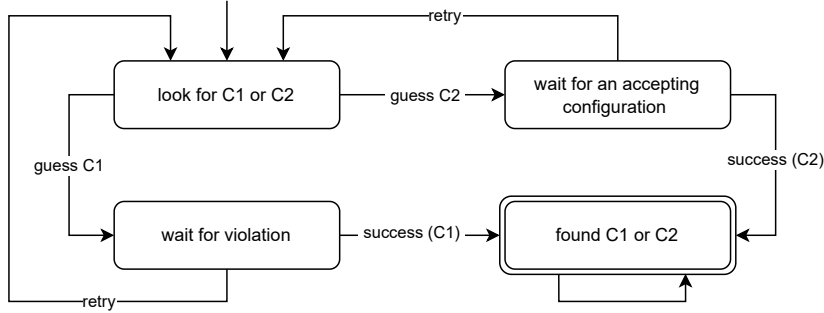 retry
look for C1 or C2
guess C2
wait for an accepting
configuration
guess C1
success (C2)
wait for violation
success (C1)
found C1 or C2
retry